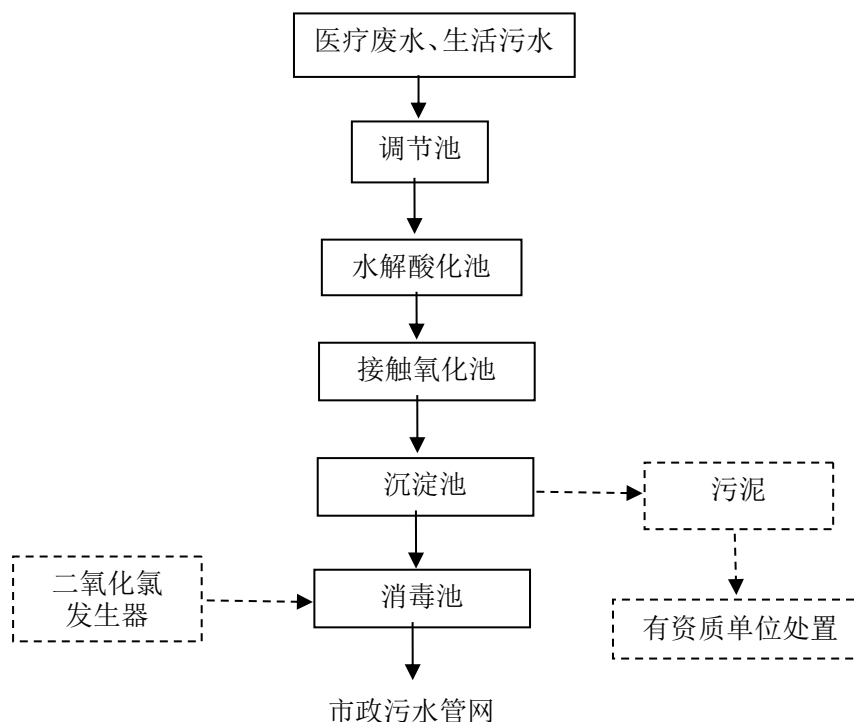 医疗废水、生活污水
调节池
水解酸化池
接触氧化池
沉淀池
污泥
二氧化氯
发生器
消毒池
有资质单位处置
市政污水管网